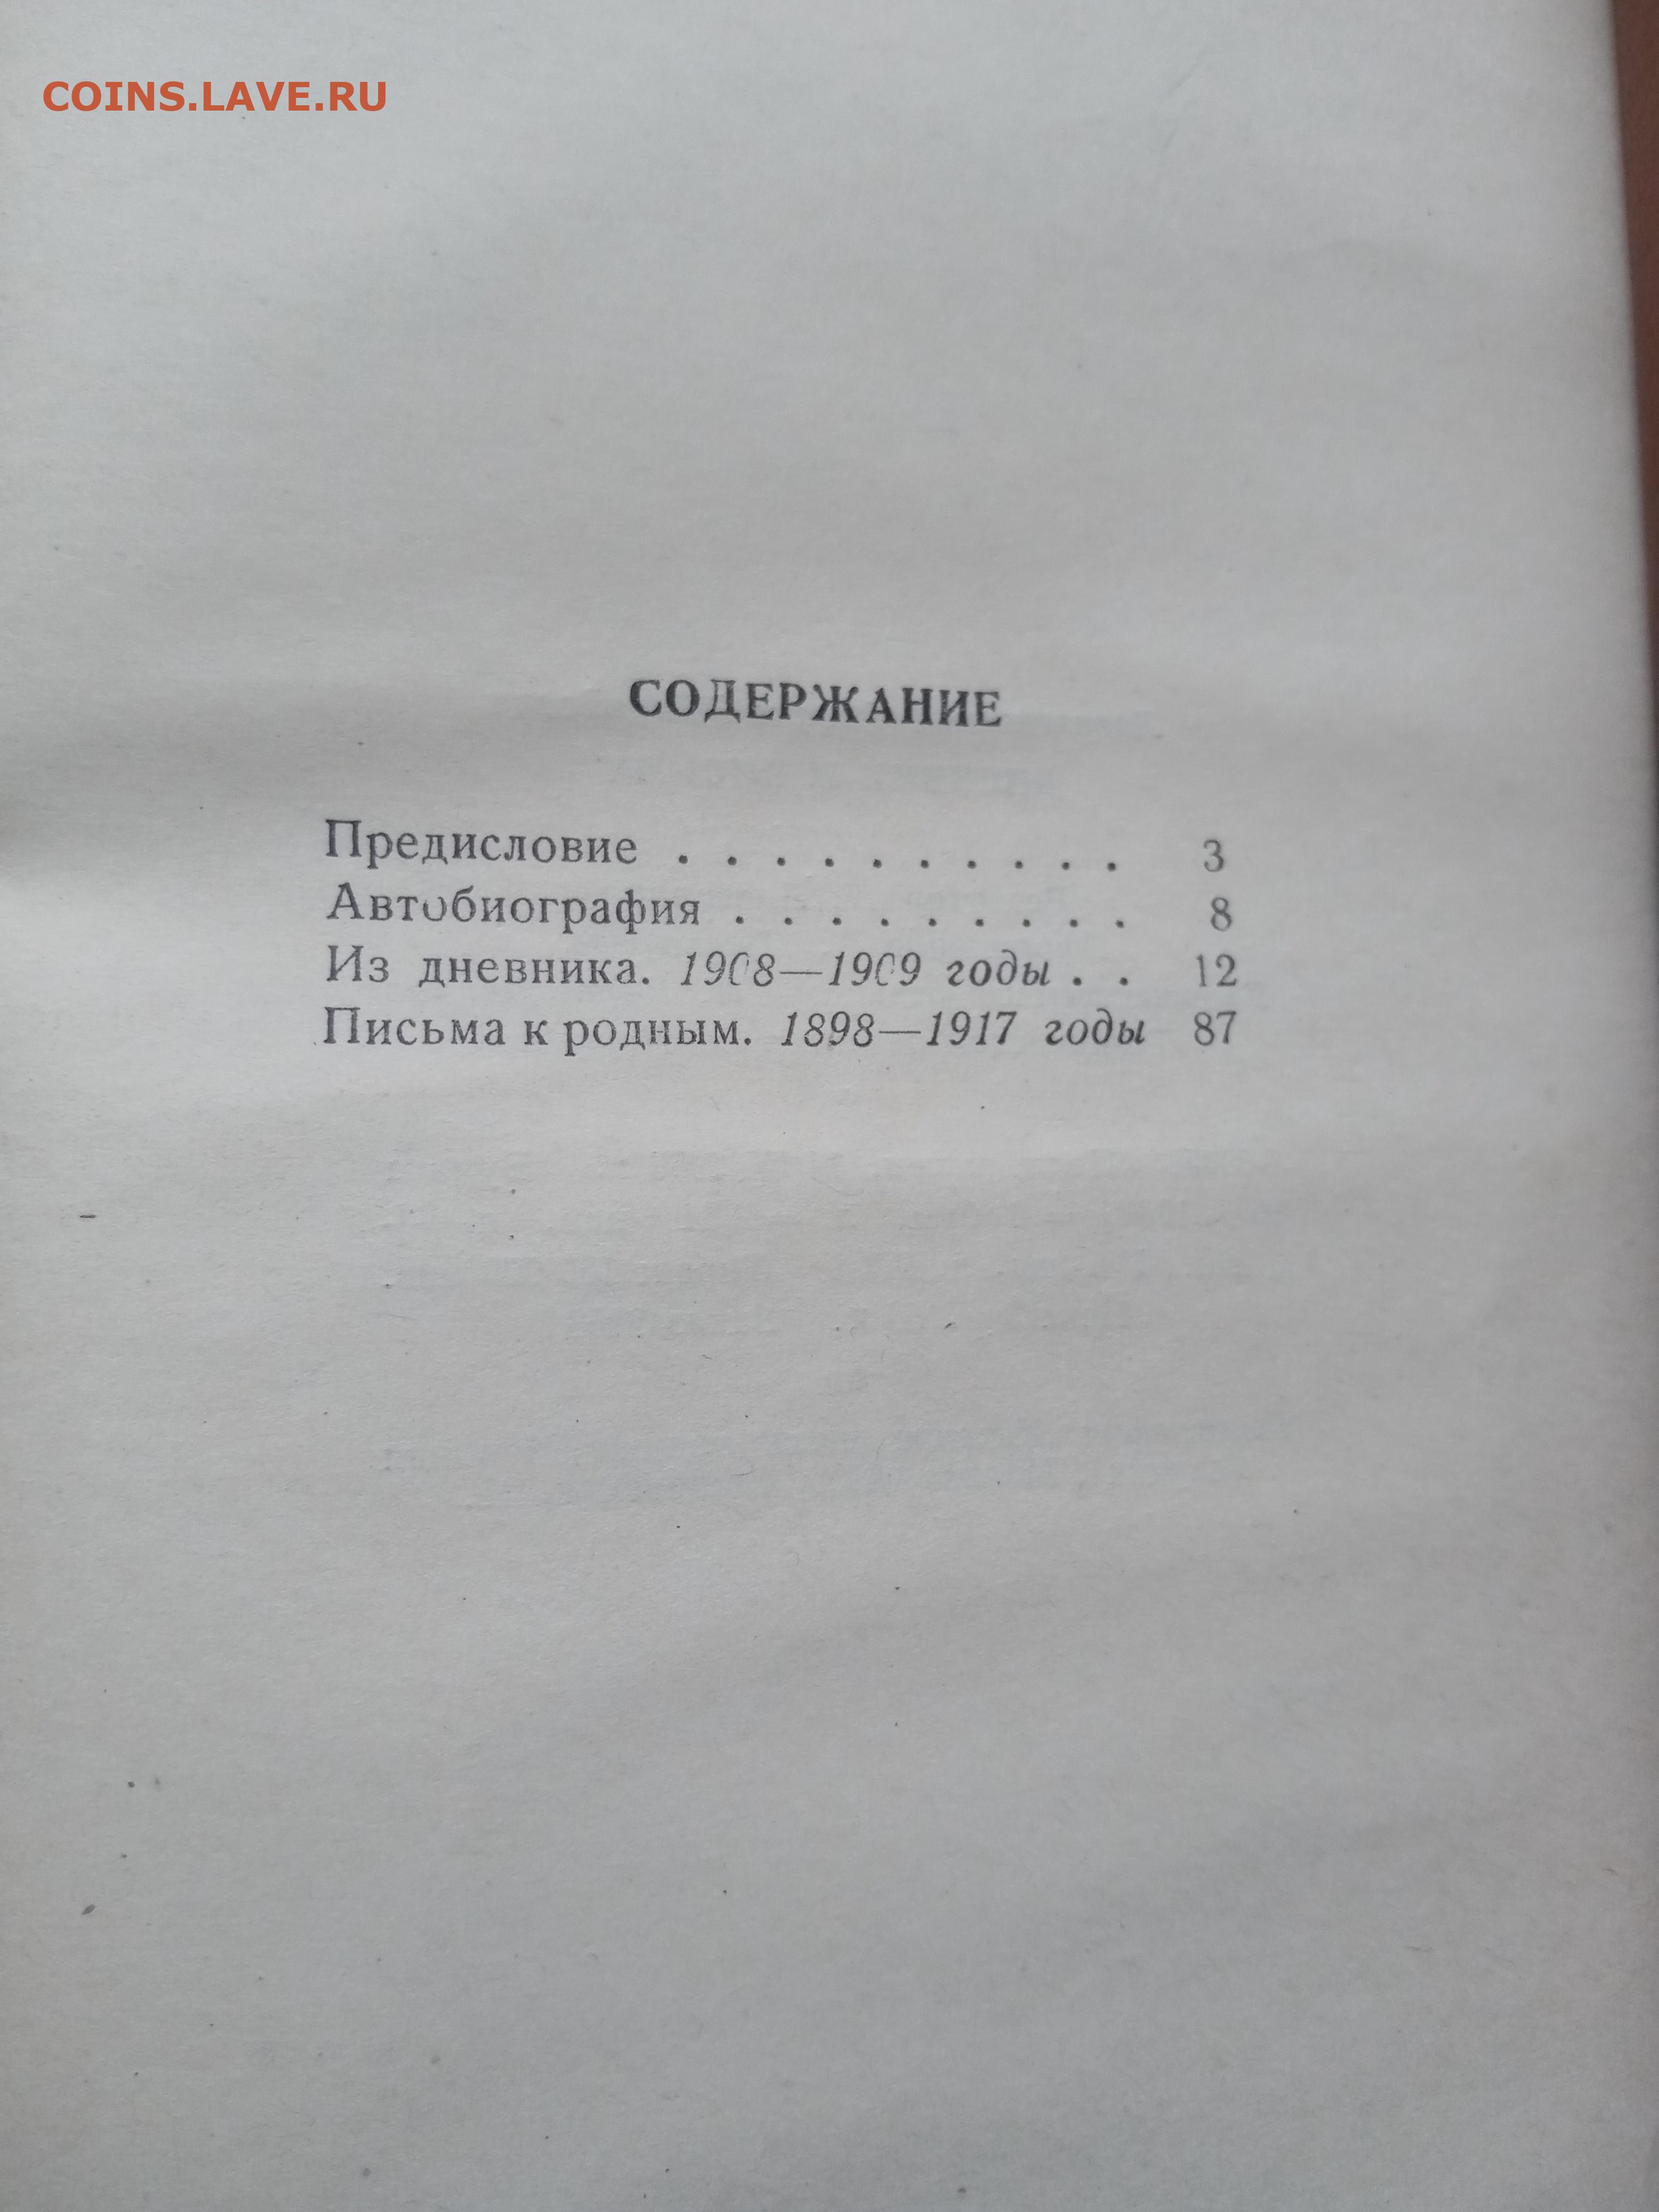 COINS.LAVE.RU
СОДЕРЖАНИЕ
Предисловие . . . . . . . . . . 3
Автобиография . . . . . . . . . 8
Из дневника. 1908—1909 годы . . 12
Письма к родным. 1898—1917 годы 87